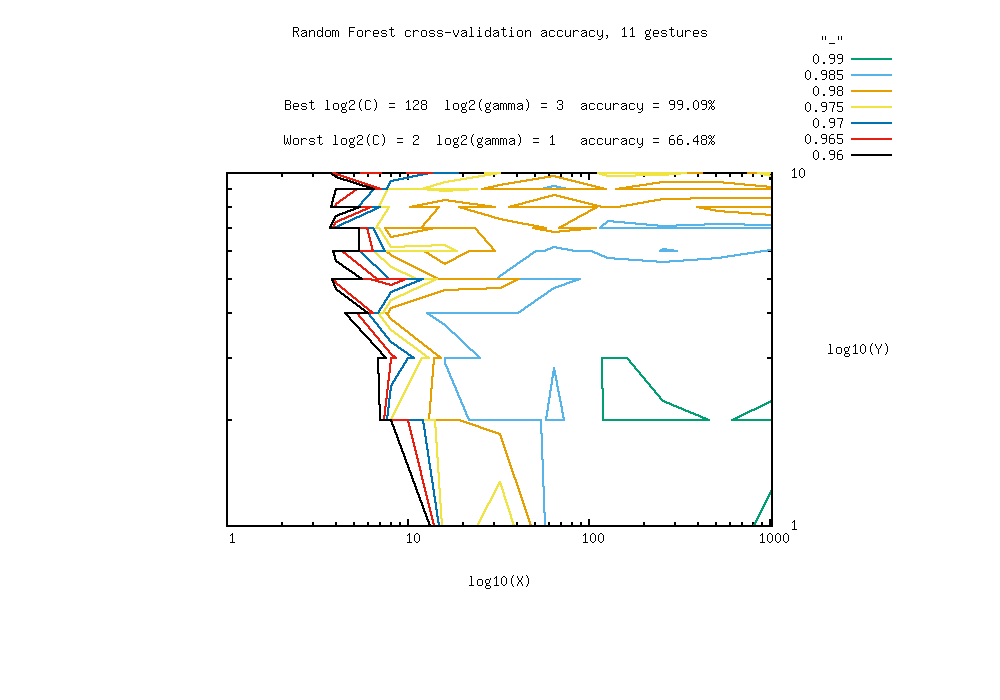 Random Forest cross-validation accuracy, 11 gestures
"_"
0.99
0.985
0.98
0.975
0.97
0.965
0.96
Best log2(C) = 128  log2(gamma) = 3  accuracy = 99.09%
Worst log2(C) = 2  log2(gamma) = 1   accuracy = 66.48%
10
log10(Y)
1
1 10 100 1000
log10(X)